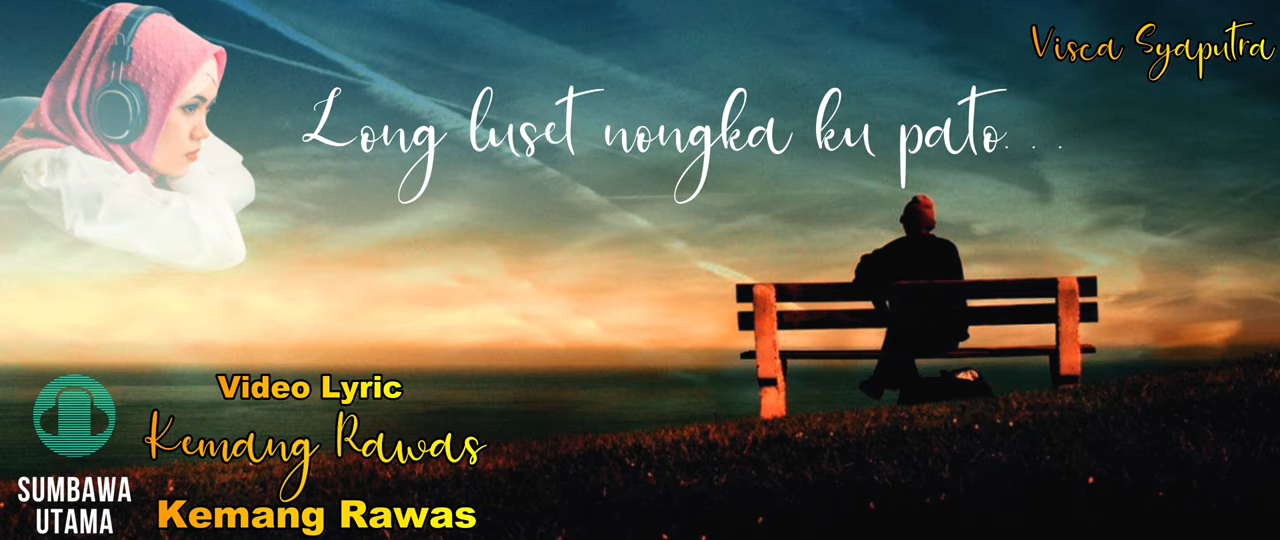 Visca Syaputra
Long luset nongka ku pato. . .
Video Lyric
Kemang Rawas
SUMBAWA
UTAMA
Kemang Rawas